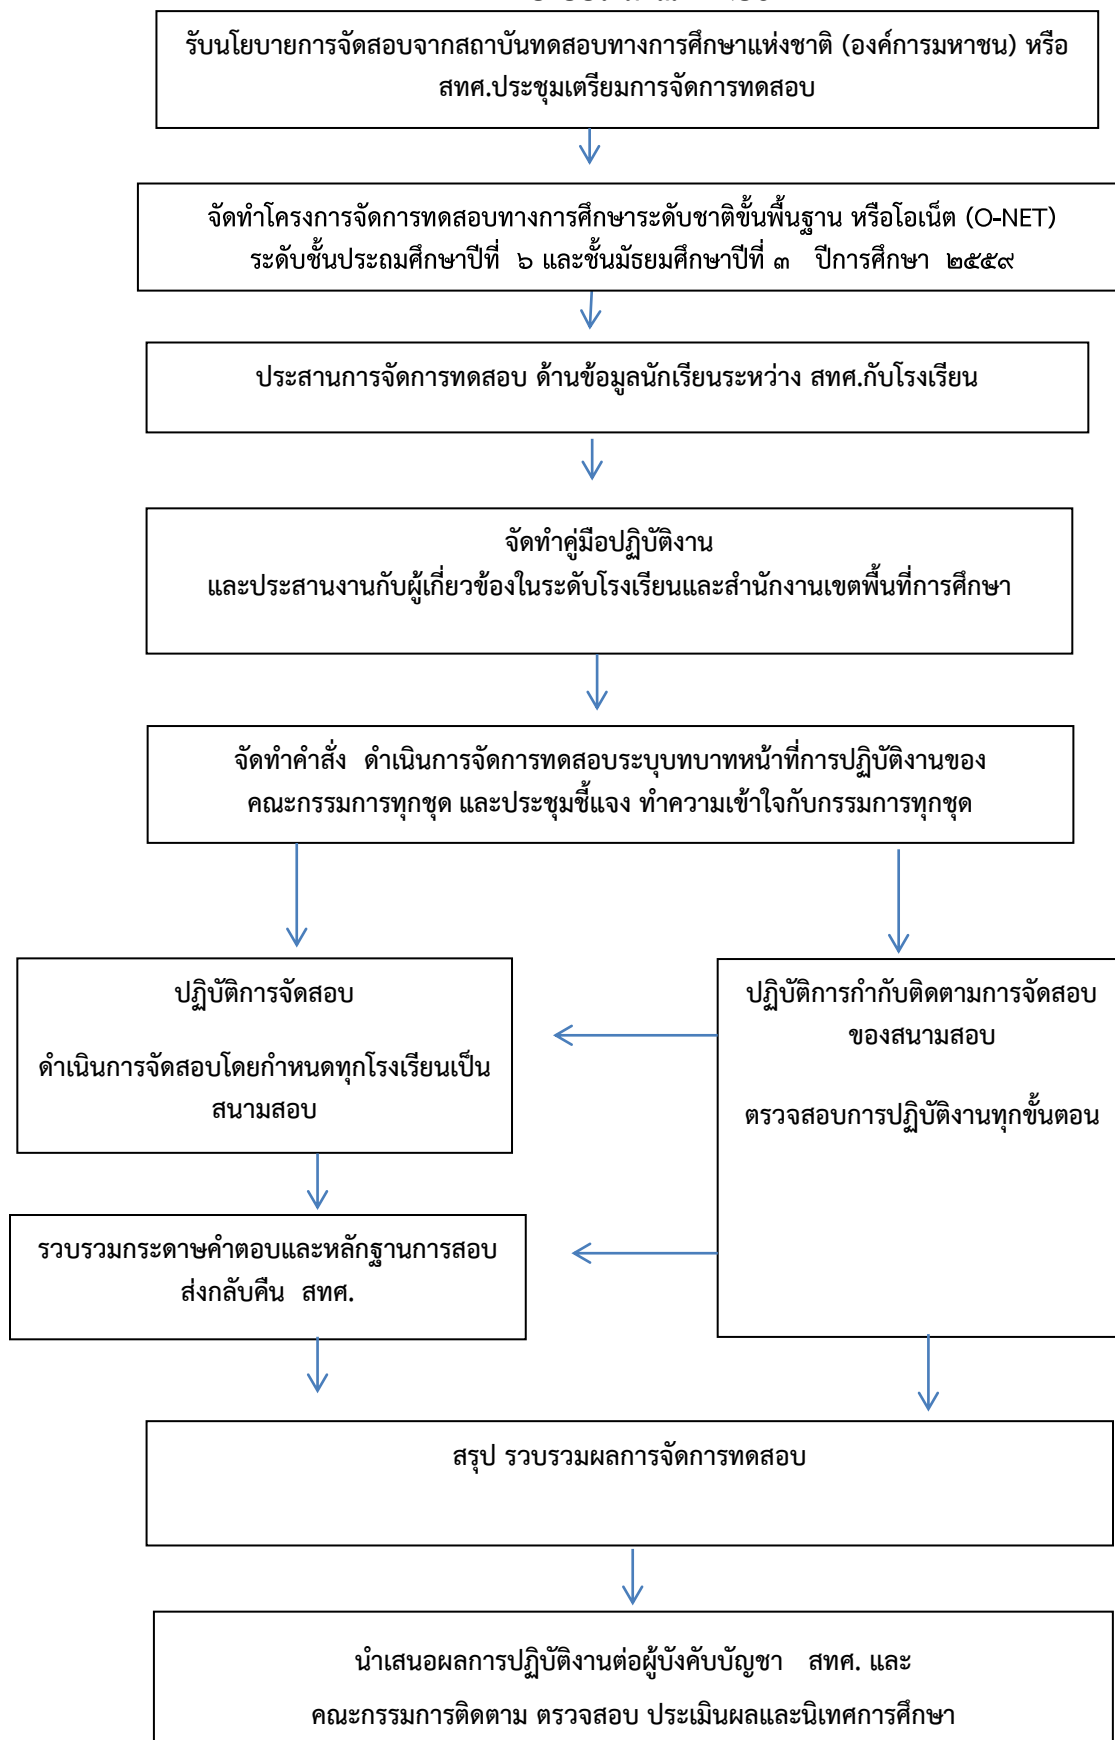 รับนโยบายการจัดสอบจากสถาบันทดสอบทางการศึกษาแห่งชาติ (องค์การมหาชน) หรือ
สทศ.ประชุมเตรียมการจัดการทดสอบ
จัดทำโครงการจัดการทดสอบทางการศึกษาระดับชาติขั้นพื้นฐาน หรือโอเน็ต (O-NET)
ระดับชั้นประถมศึกษาปีที่ ๖ และชั้นมัธยมศึกษาปีที่ ๓ ปีการศึกษา ๒๕๕๙
ประสานการจัดการทดสอบ ด้านข้อมูลนักเรียนระหว่าง สทศ.กับโรงเรียน
จัดทำคู่มือปฏิบัติงาน
และประสานงานกับผู้เกี่ยวข้องในระดับโรงเรียนและสำนักงานเขตพื้นที่การศึกษา
จัดทำคำสั่ง ดำเนินการจัดการทดสอบระบุบทบาทหน้าที่การปฏิบัติงานของ
คณะกรรมการทุกชุด และประชุมชี้แจง ทำความเข้าใจกับกรรมการทุกชุด
ปฏิบัติการจัดสอบ
ดำเนินการจัดสอบโดยกำหนดทุกโรงเรียนเป็น
สนามสอบ
ปฏิบัติการกำกับติดตามการจัดสอบ
ของสนามสอบ
ตรวจสอบการปฏิบัติงานทุกขั้นตอน
รวบรวมกระดาษคำตอบและหลักฐานการสอบ
ส่งกลับคืน สทศ.
สรุป รวบรวมผลการจัดการทดสอบ
นำเสนอผลการปฏิบัติงานต่อผู้บังคับบัญชา สทศ. และ
คณะกรรมการติดตาม ตรวจสอบ ประเมินผลและนิเทศการศึกษา